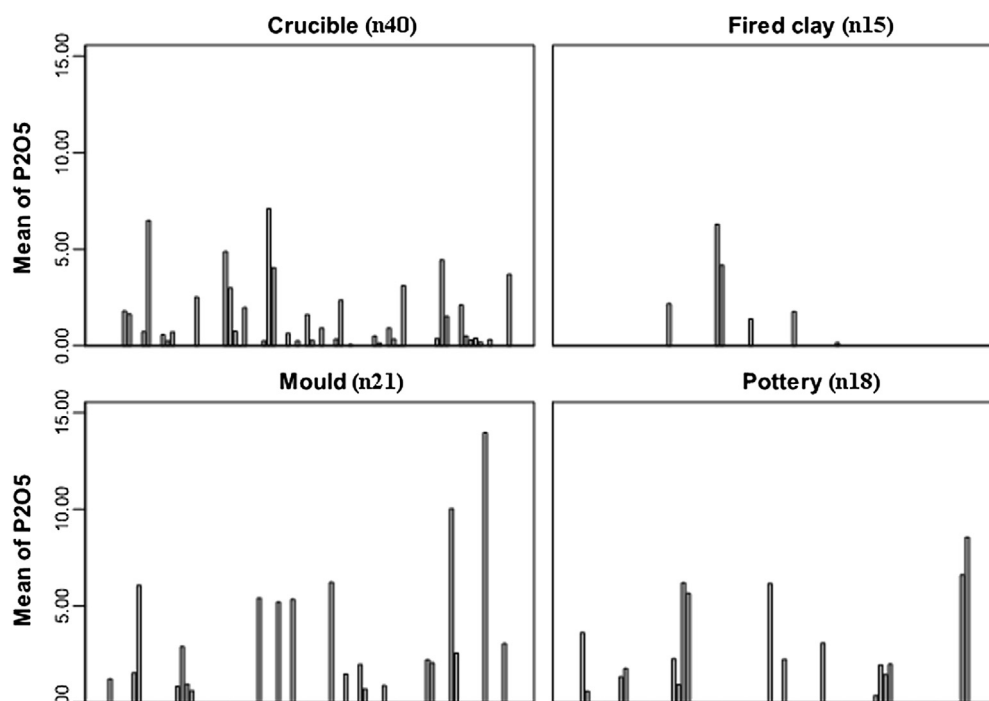 Crucible (n40)
Fired clay (n15)
Mean of P2O5
15.00
10.00
5.00
0.00
Mould (n21)
Pottery (n18)
Mean of P2O5
15.00
10.00
5.00